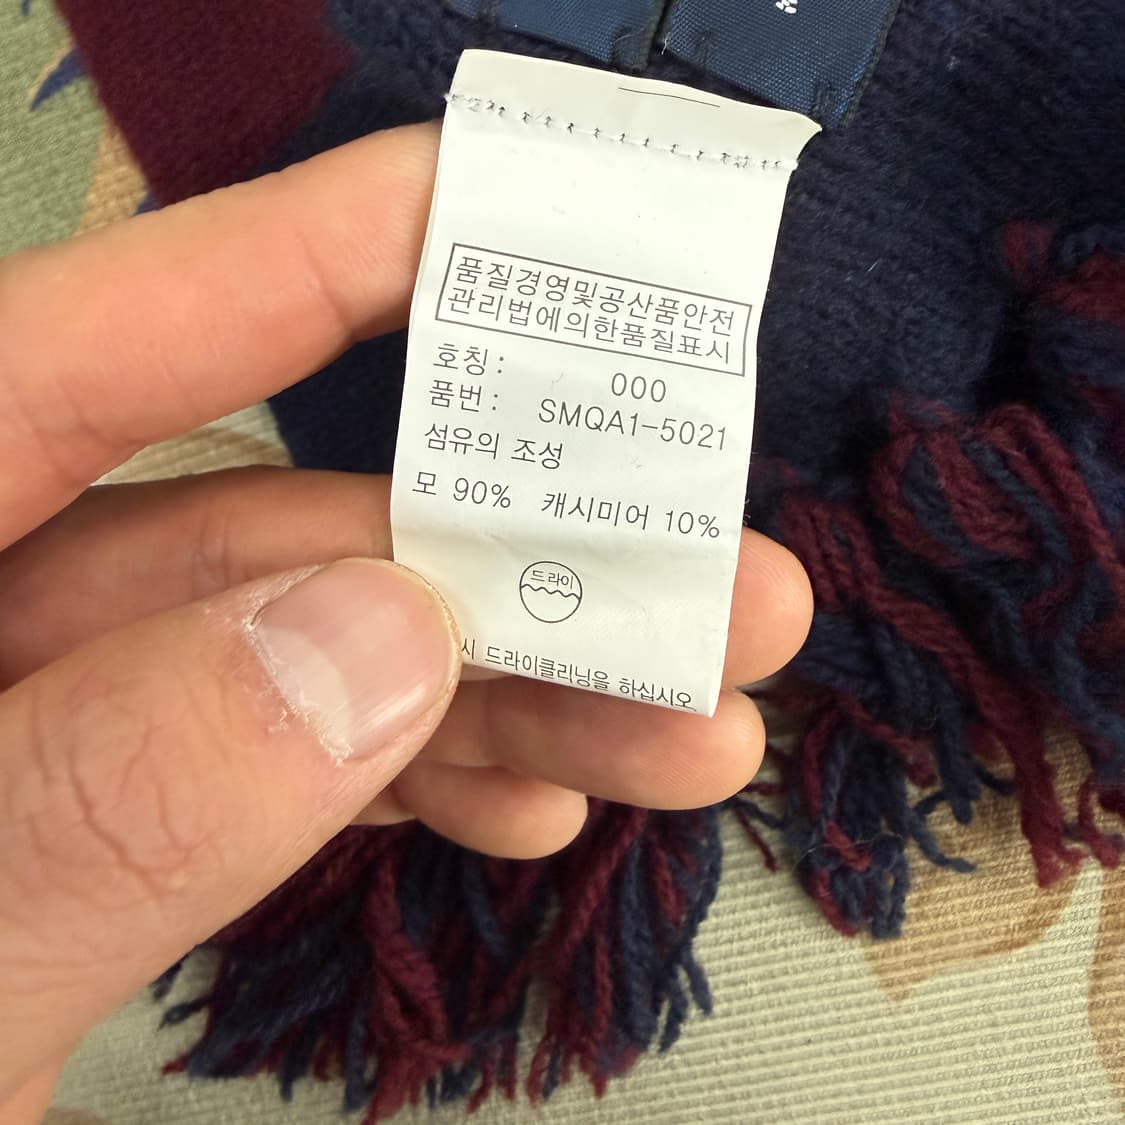 품질경영및공산품안전
관리법에의한품질표시
호칭 : 000
품번 : SMQA1-5021
섬유의 조성
모 90% 캐시미어 10%
드라이
시 드라이클리닝을 하십시오.